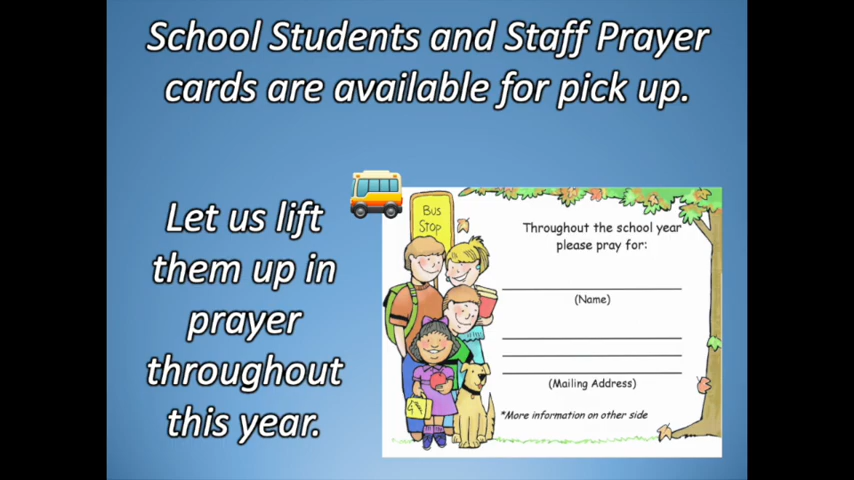 School Students and Staff Prayer
cards are available for pick up.
Let us lift
them up in
prayer
throughout
this year.
Bus
Stop
Throughout the school year
please pray for:
(Name)
(Mailing Address)
*More information on other side